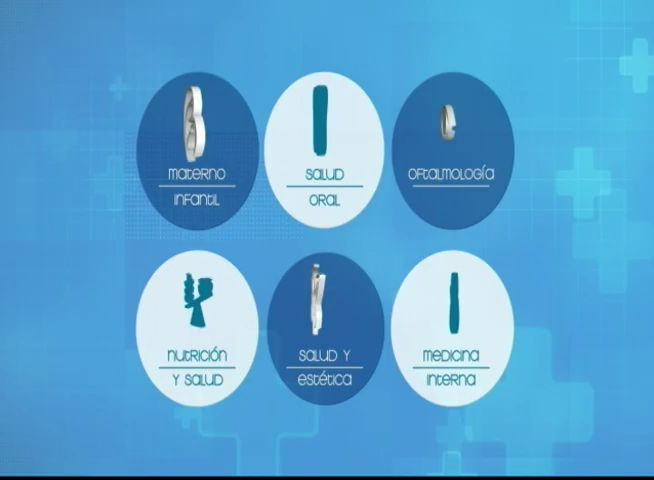 materno
infantil
salud
oral
oftalmología
nutrición
y salud
salud y
estética
medicina
interna